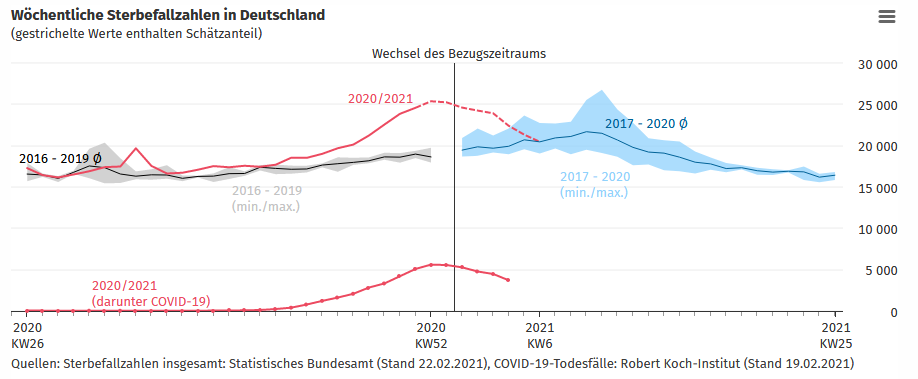 Wöchentliche Sterbefallzahlen in Deutschland
(gestrichelte Werte enthalten Schätzanteil)
Wechsel des Bezugszeitraums
30 000
25 000
20 000
15 000
10 000
5 000
0
2020/2021
2017 - 2020 Ø
2016 - 2019 Ø
2016 - 2019
(min./max.)
2017 - 2020
(min./max.)
2020/2021
(darunter COVID-19)
2020
KW26
2020
KW52
2021
KW6
2021
KW25
Quellen: Sterbefallzahlen insgesamt: Statistisches Bundesamt (Stand 22.02.2021), COVID-19-Todesfälle: Robert Koch-Institut (Stand 19.02.2021)